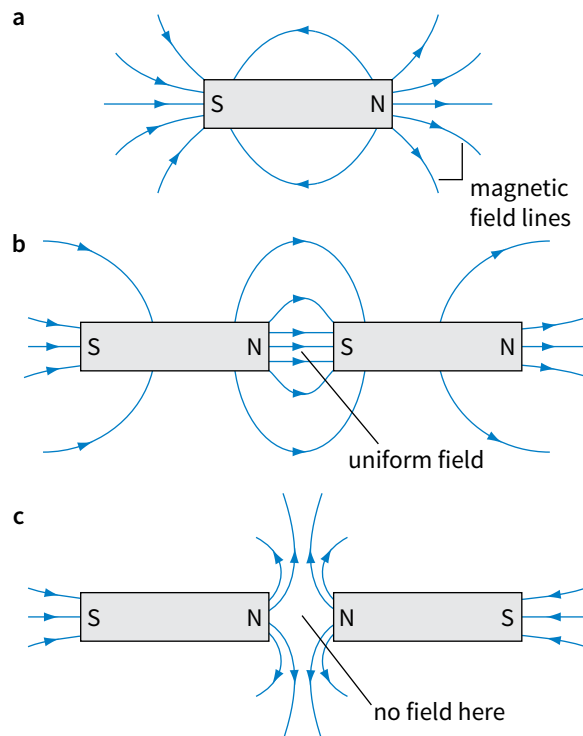 a
S N
magnetic
field lines
b
S N S N
uniform field
c
S N N S
no field here